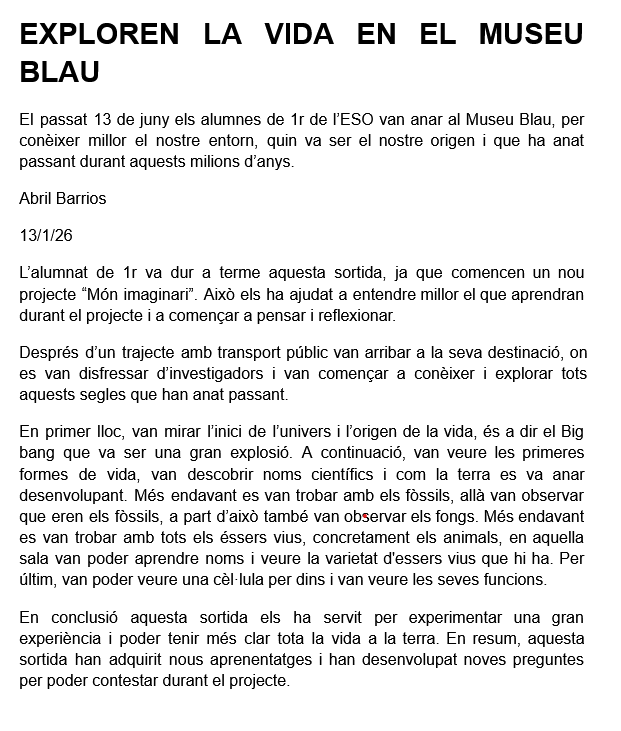 EXPLOREN LA VIDA EN EL MUSEU
BLAU
El passat 13 de juny els alumnes de 1r de l’ESO van anar al Museu Blau, per
conèixer millor el nostre entorn, quin va ser el nostre origen i que ha anat
passant durant aquests milions d’anys.
Abril Barrios
13/1/26
L’alumnat de 1r va dur a terme aquesta sortida, ja que comencen un nou
projecte “Món imaginari”. Això els ha ajudat a entendre millor el que aprendran
durant el projecte i a començar a pensar i reflexionar.
Després d’un trajecte amb transport públic van arribar a la seva destinació, on
es van disfressar d’investigadors i van començar a conèixer i explorar tots
aquests segles que han anat passant.
En primer lloc, van mirar l’inici de l’univers i l’origen de la vida, és a dir el Big
bang que va ser una gran explosió. A continuació, van veure les primeres
formes de vida, van descobrir noms científics i com la terra es va anar
desenvolupant. Més endavant es van trobar amb els fòssils, allà van observar
que eren els fòssils, a part d’això també van observar els fongs. Més endavant
es van trobar amb tots els éssers vius, concretament els animals, en aquella
sala van poder aprendre noms i veure la varietat d'essers vius que hi ha. Per
últim, van poder veure una cèl·lula per dins i van veure les seves funcions.
En conclusió aquesta sortida els ha servit per experimentar una gran
experiència i poder tenir més clar tota la vida a la terra. En resum, aquesta
sortida han adquirit nous aprenentatges i han desenvolupat noves preguntes
per poder contestar durant el projecte.